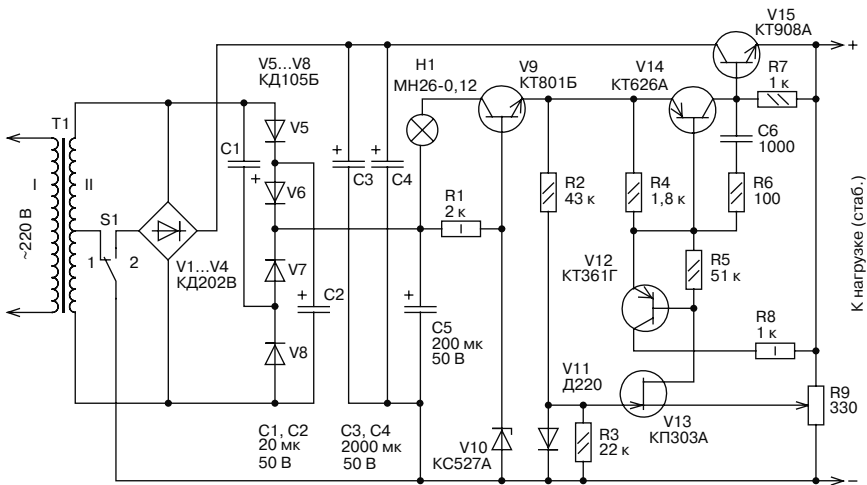 V15
КТ908А
+
V5...V8
КД105Б
H1
МН26-0,12
V9
КТ801Б
V14
КТ626А
R7
1 к
T1
C1
+
V5
+
C3
+
C4
C6
1000
I
II
V6
R1
2 к
R2
43 к
R4
1,8 к
R6
100
~220 В
S1
1
2
V1...V4
КД202В
V7
+
C2
V12
КТ361Г
R5
51 к
К нагрузке (стаб.)
+
C5
200 мк
50 В
R8
1 к
V8
V11
Д220
R9
330
C1, C2
20 мк
50 В
C3, C4
2000 мк
50 В
V10
КС527А
R3
22 к
V13
КП303А
–